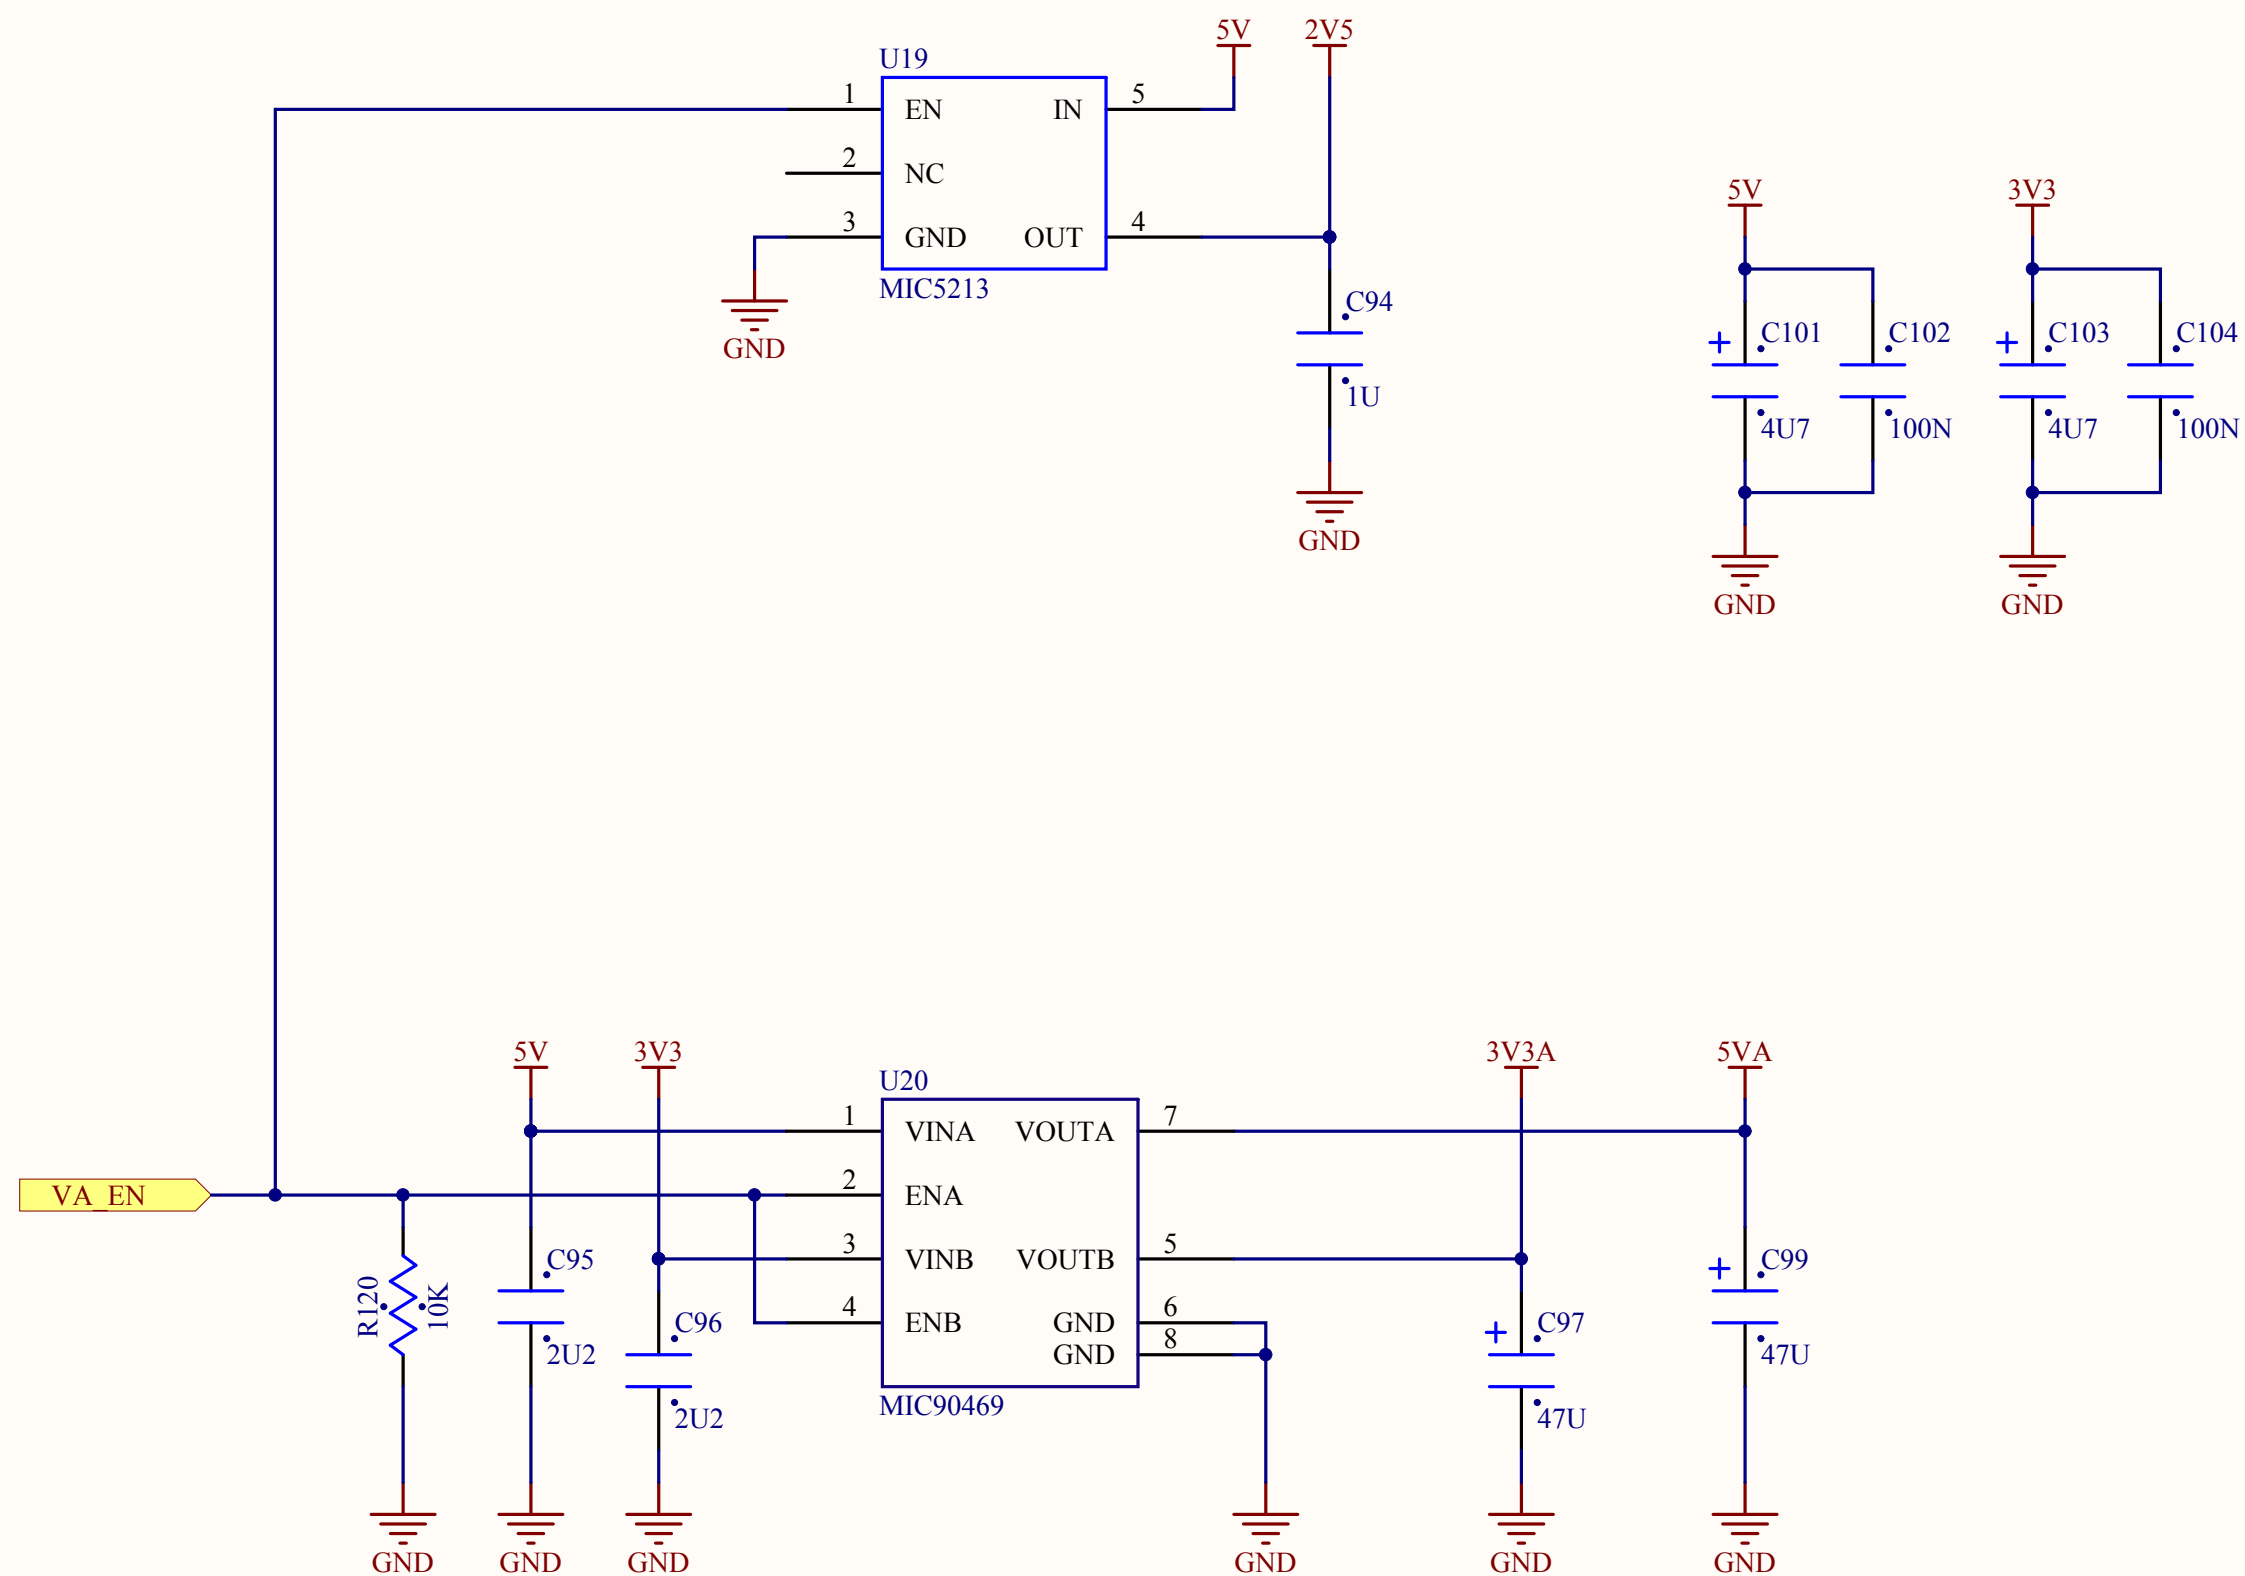 5V
2V5
U19
1
EN
IN
5
2
NC
3
GND
OUT
4
MIC5213
GND
C94
1U
GND
5V
3V3
C101
C102
C103
C104
4U7
100N
4U7
100N
GND
GND
5V
3V3
3V3A
5VA
U20
1
VINA
VOUTA
7
VA_EN
2
ENA
3
VINB
VOUTB
5
4
ENB
GND
6
GND
8
MIC90469
R120
10K
C95
2U2
C96
2U2
C97
47U
C99
47U
GND
GND
GND
GND
GND
GND